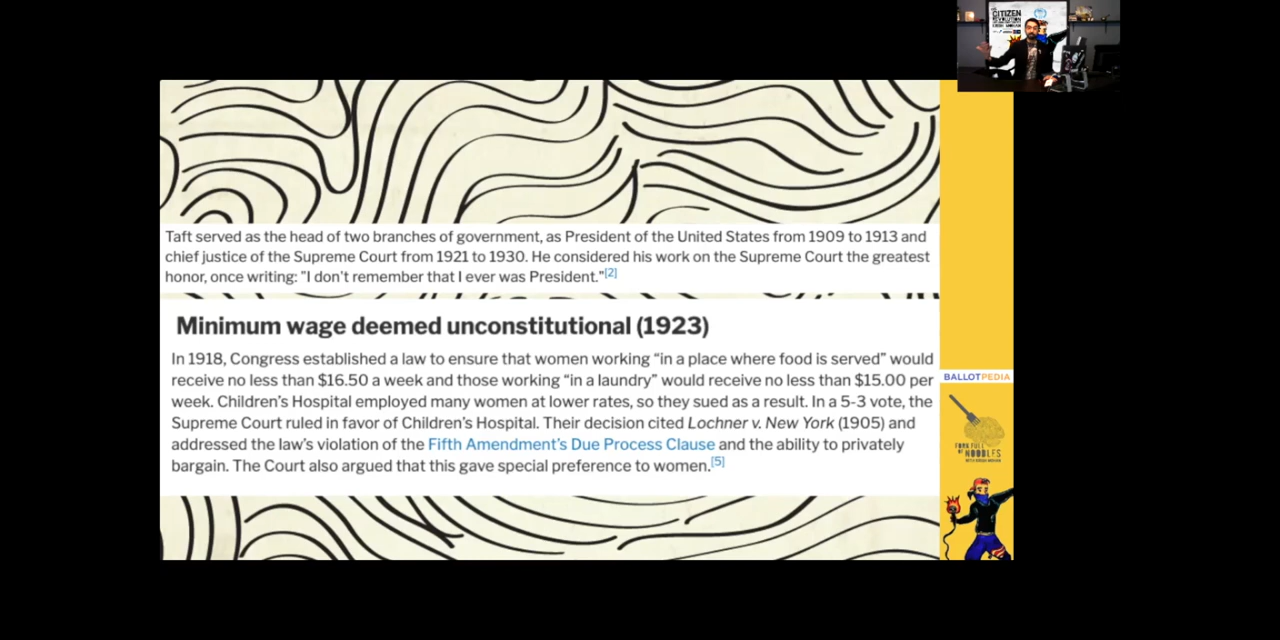 CITIZEN
REVOLUTION
Taft served as the head of two branches of government, as President of the United States from 1909 to 1913 and
chief justice of the Supreme Court from 1921 to 1930. He considered his work on the Supreme Court the greatest
honor, once writing: "I don't remember that I ever was President."[2]
Minimum wage deemed unconstitutional (1923)
In 1918, Congress established a law to ensure that women working “in a place where food is served” would
receive no less than $16.50 a week and those working “in a laundry” would receive no less than $15.00 per
week. Children’s Hospital employed many women at lower rates, so they sued as a result. In a 5-3 vote, the
Supreme Court ruled in favor of Children’s Hospital. Their decision cited Lochner v. New York (1905) and
addressed the law’s violation of the Fifth Amendment’s Due Process Clause and the ability to privately
bargain. The Court also argued that this gave special preference to women.[5]
BALLOTPEDIA
FORK FULL
OF NOODLES